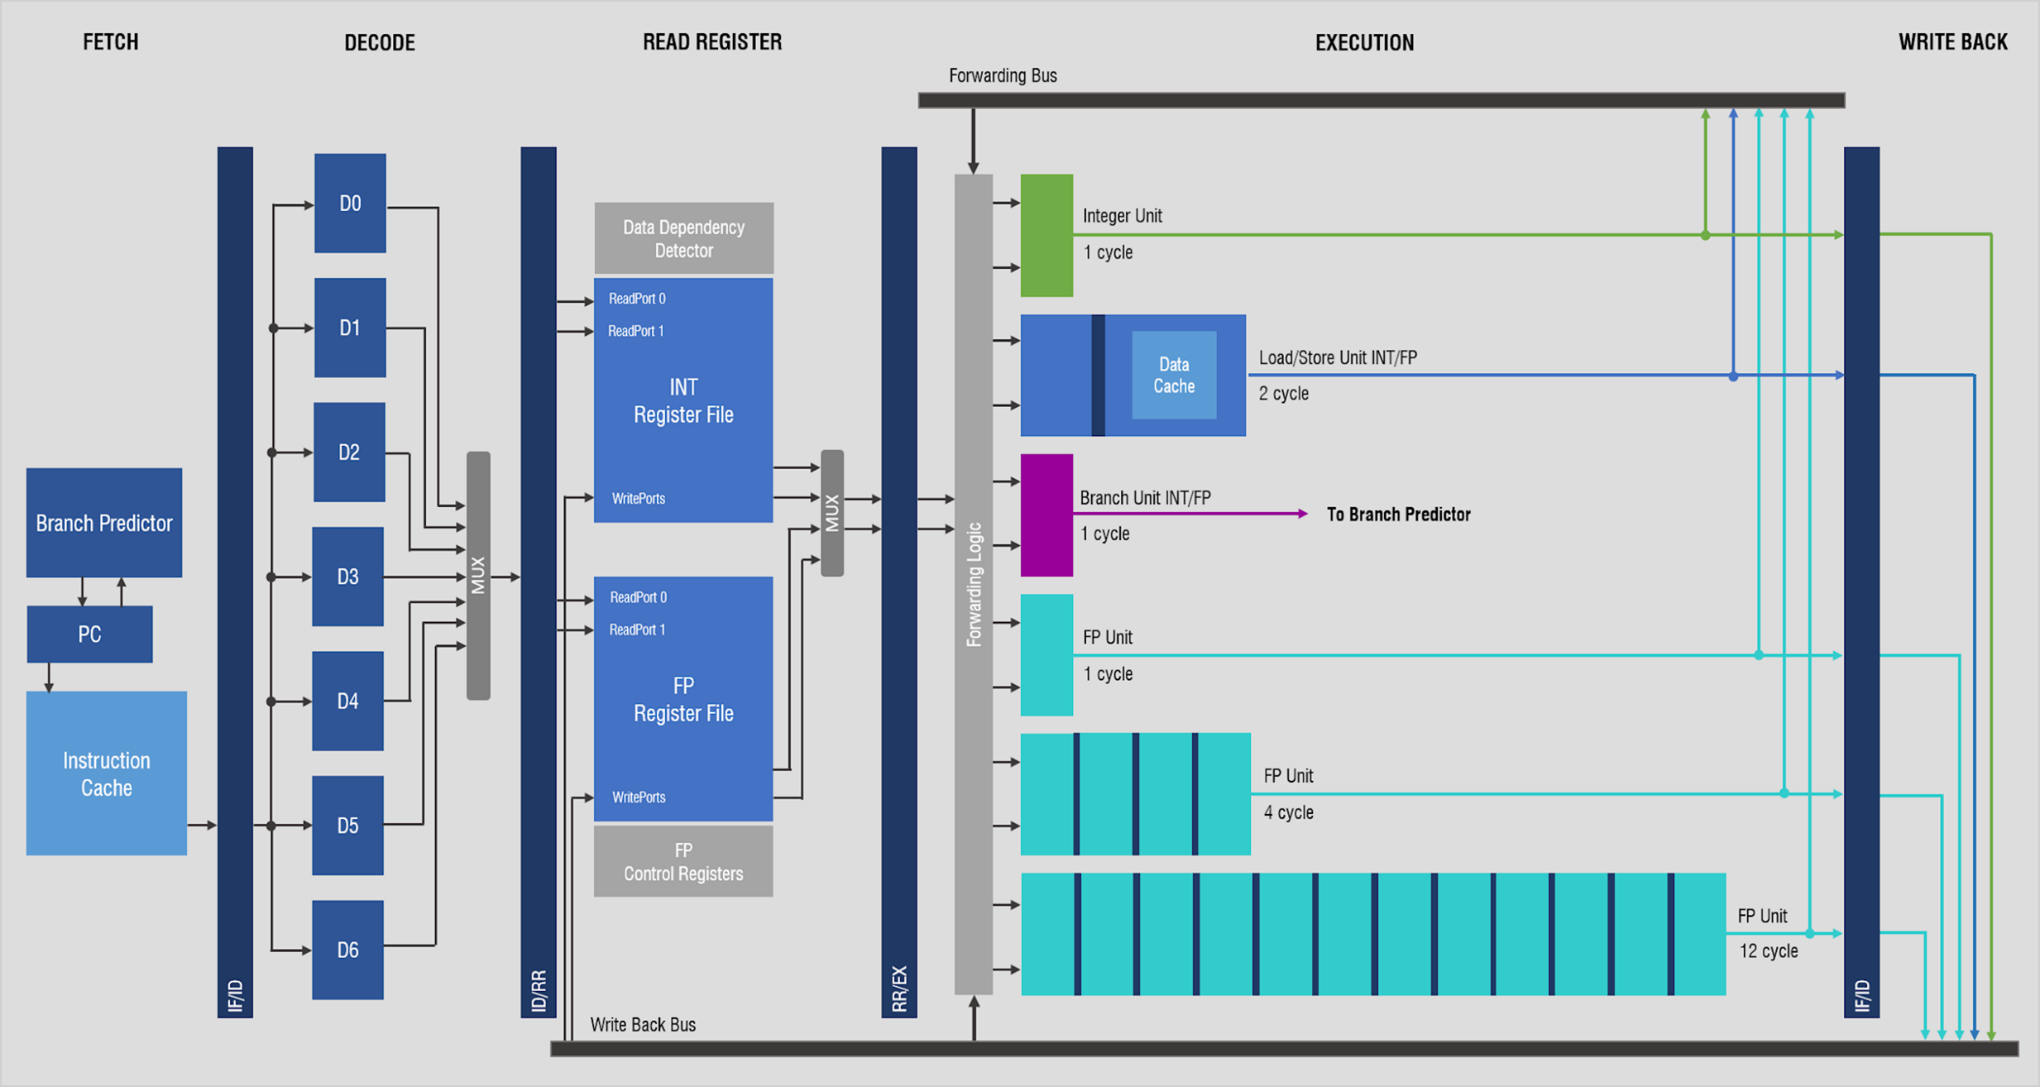 FETCH
DECODE
READ REGISTER
EXECUTION
WRITE BACK
Forwarding Bus
Branch Predictor
PC
Instruction
Cache
IF/ID
D0
D1
D2
D3
D4
D5
D6
MUX
ID/RR
Data Dependency
Detector
ReadPort 0
ReadPort 1
INT
Register File
WritePorts
ReadPort 0
ReadPort 1
FP
Register File
WritePorts
FP
Control Registers
MUX
RR/EX
Forwarding Logic
Integer Unit
1 cycle
Data
Cache
Load/Store Unit INT/FP
2 cycle
Branch Unit INT/FP
1 cycle
To Branch Predictor
FP Unit
1 cycle
FP Unit
4 cycle
FP Unit
12 cycle
IF/ID
Write Back Bus